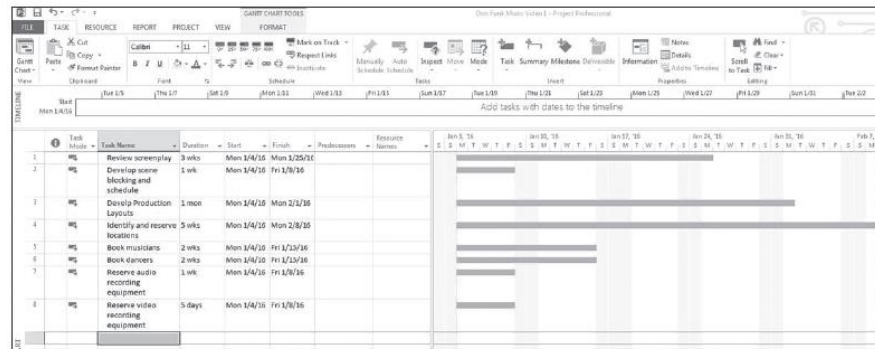 GANTT CHART TOOLS
Don Funk Music Video 1 - Project Professional
FILE TASK RESOURCE REPORT PROJECT VIEW FORMAT
Gantt Chart
Paste
Cut
Copy
Format Painter
Calibri 11
B I U A
Mark on Track
Respect Links
Inactivate
Manually Schedule
Auto Schedule
Inspect Move Mode
Task Summary Milestone Deliverable
Information
Notes
Details
Add to Timeline
Scroll to Task
Find
Clear
Fill
View Clipboard Font Schedule Tasks Insert Properties Editing
TIMELINE
Start
Mon 1/4/16
Tue 1/5 Thu 1/7 Sat 1/9 Mon 1/11 Wed 1/13 Fri 1/15 Sun 1/17 Tue 1/19 Thu 1/21 Sat 1/23 Mon 1/25 Wed 1/27 Fri 1/29 Sun 1/31 Tue 2/2
Add tasks with dates to the timeline
Task Mode Task Name Duration Start Finish Predecessors Resource Names
Jan 10, '16 Jan 17, '16 Jan 24, '16 Jan 31, '16 Feb 7,
S S M T W T F S S M T W T F S S M T W T F S S M T W T F S S M T W T F S S M
1 Review screenplay 3 wks Mon 1/4/16 Mon 1/25/16
2 Develop scene blocking and schedule 1 wk Mon 1/4/16 Fri 1/8/16
3 Develp Production Layouts 1 mon Mon 1/4/16 Mon 2/1/16
4 Identify and reserve locations 5 wks Mon 1/4/16 Mon 2/8/16
5 Book musicians 2 wks Mon 1/4/16 Fri 1/15/16
6 Book dancers 2 wks Mon 1/4/16 Fri 1/15/16
7 Reserve audio recording equipment 1 wk Mon 1/4/16 Fri 1/8/16
8 Reserve video recording equipment 5 days Mon 1/4/16 Fri 1/8/16